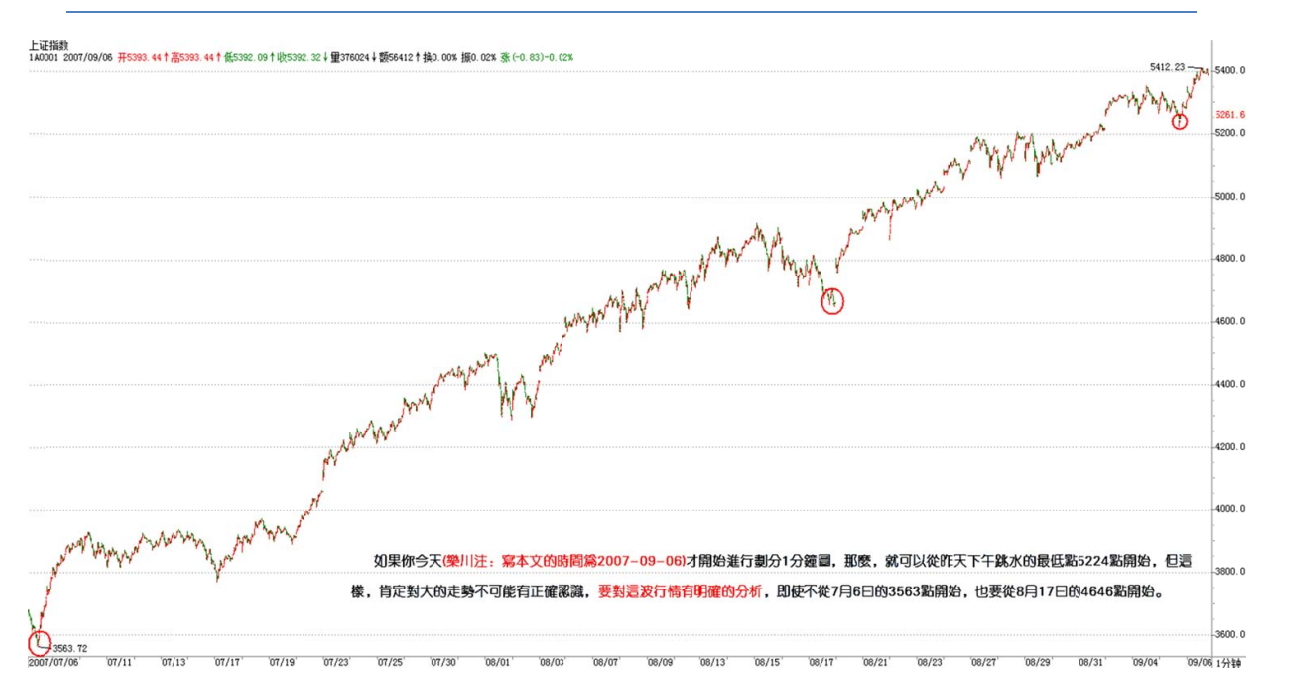 上证指数
1A0001 2007/09/06 开5393.44↑高5393.44↑低5392.09↑收5392.32↓量376024↓额56412↑换0.00% 振0.02% 涨(-0.83)-0.02%
5412.23
5400.0
5261.6
5200.0
5000.0
4800.0
4600.0
4400.0
4200.0
4000.0
如果你今天(樂川注：寫本文的時間為2007-09-06)才開始進行劃分1分鐘圖，那麼，就可以從昨天下午跳水的最低點5224點開始，但這
3800.0
樣，肯定對大的走勢不可能有正確認識，要對這波行情有明確的分析，即使不從7月6日的3563點開始，也要從8月17日的4646點開始。
3600.0
3563.72
2007/07/06 07/11 07/13 07/17 07/19 07/23 07/25 07/30 08/01 08/03 08/07 08/09 08/13 08/15 08/17 08/21 08/23 08/27 08/29 08/31 09/04 09/06 1分钟